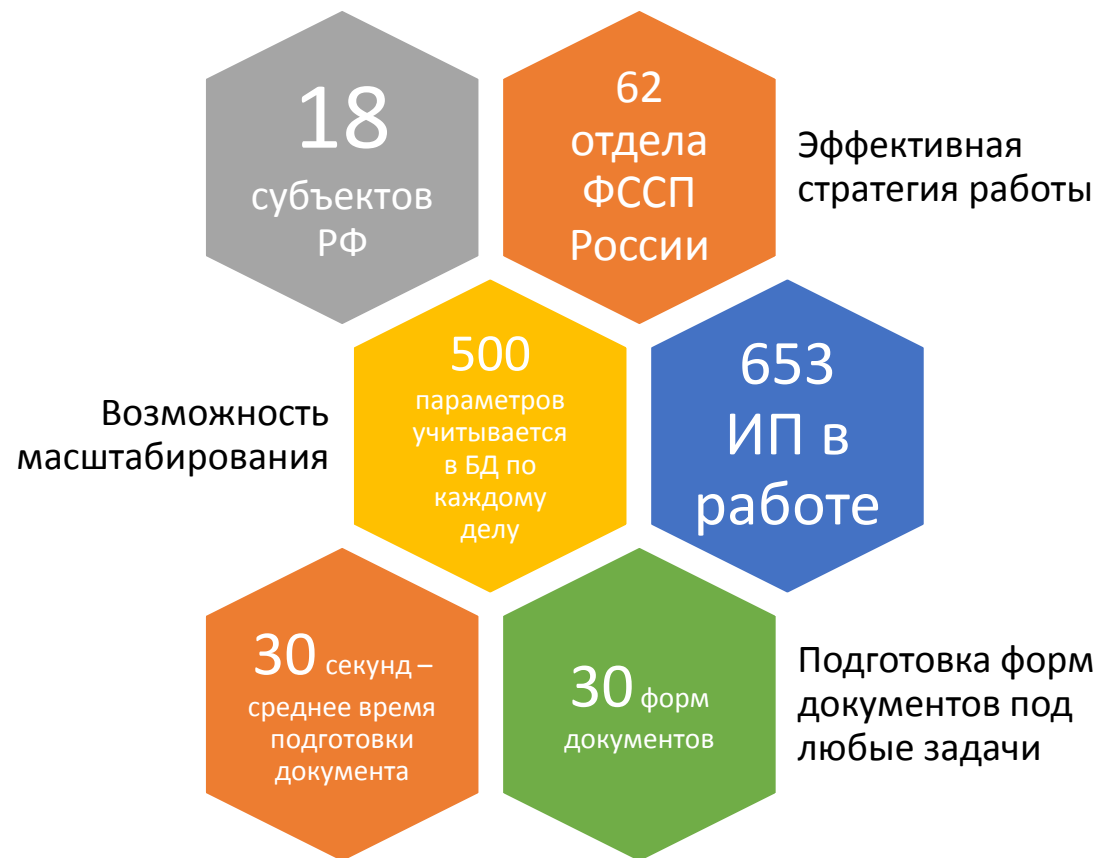 18
субъектов
РФ
62
отдела
ФССП
России
Эффективная
стратегия работы
Возможность
масштабирования
500
параметров
учитывается
в БД по
каждому
делу
653
ИП в
работе
30 секунд –
среднее время
подготовки
документа
30 форм
документов
Подготовка форм
документов под
любые задачи